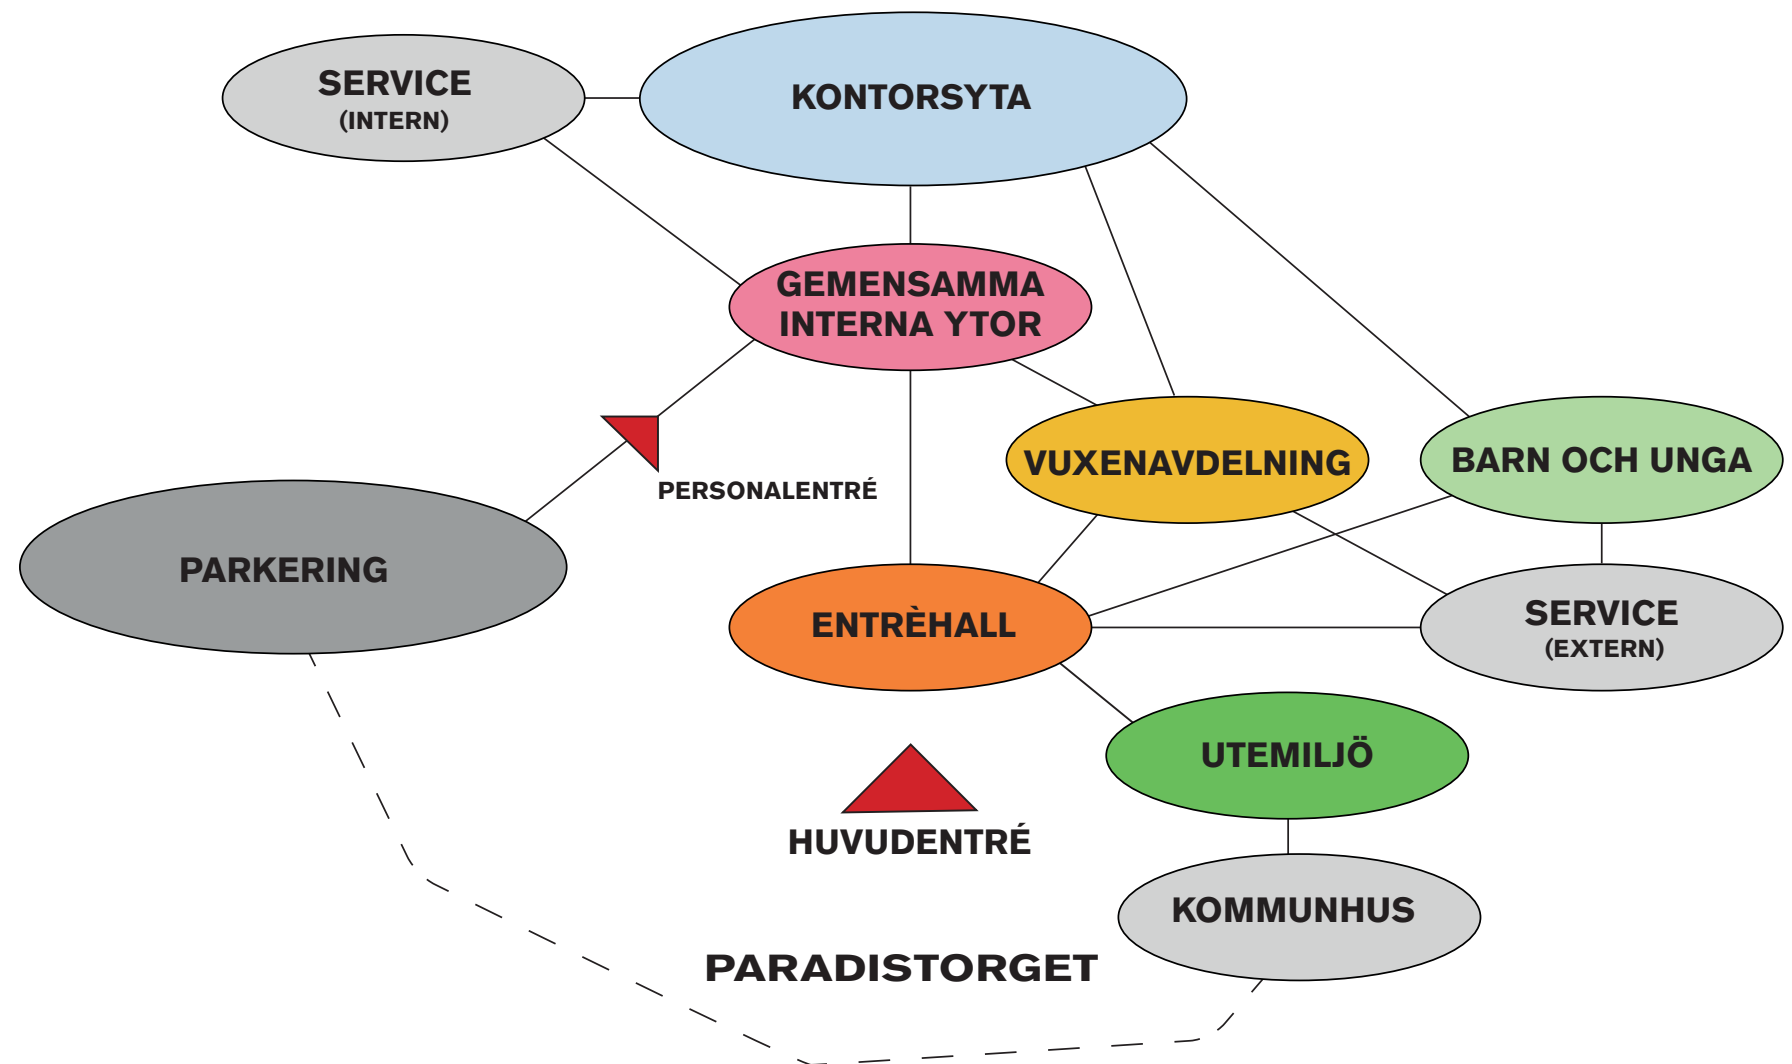 SERVICE
(INTERN)
KONTORSYTA
GEMENSAMMA
INTERNA YTOR
VUXENAVDELNING
BARN OCH UNGA
PERSONALENTRÉ
PARKERING
ENTRÈHALL
SERVICE
(EXTERN)
UTEMILJÖ
HUVUDENTRÉ
KOMMUNHUS
PARADISTORGET